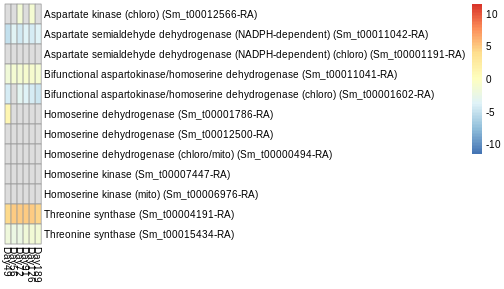 Aspartate kinase (chloro) (Sm_t00012566-RA)
Aspartate semialdehyde dehydrogenase (NADPH-dependent) (Sm_t00011042-RA)
Aspartate semialdehyde dehydrogenase (NADPH-dependent) (chloro) (Sm_t00001191-RA)
Bifunctional aspartokinase/homoserine dehydrogenase (Sm_t00011041-RA)
Bifunctional aspartokinase/homoserine dehydrogenase (chloro) (Sm_t00001602-RA)
Homoserine dehydrogenase (Sm_t00001786-RA)
Homoserine dehydrogenase (Sm_t00012500-RA)
Homoserine dehydrogenase (chloro/mito) (Sm_t00000494-RA)
Homoserine kinase (Sm_t00007447-RA)
Homoserine kinase (mito) (Sm_t00006976-RA)
Threonine synthase (Sm_t00004191-RA)
Threonine synthase (Sm_t00015434-RA)
10
5
0
-5
-10
Day49
Day189